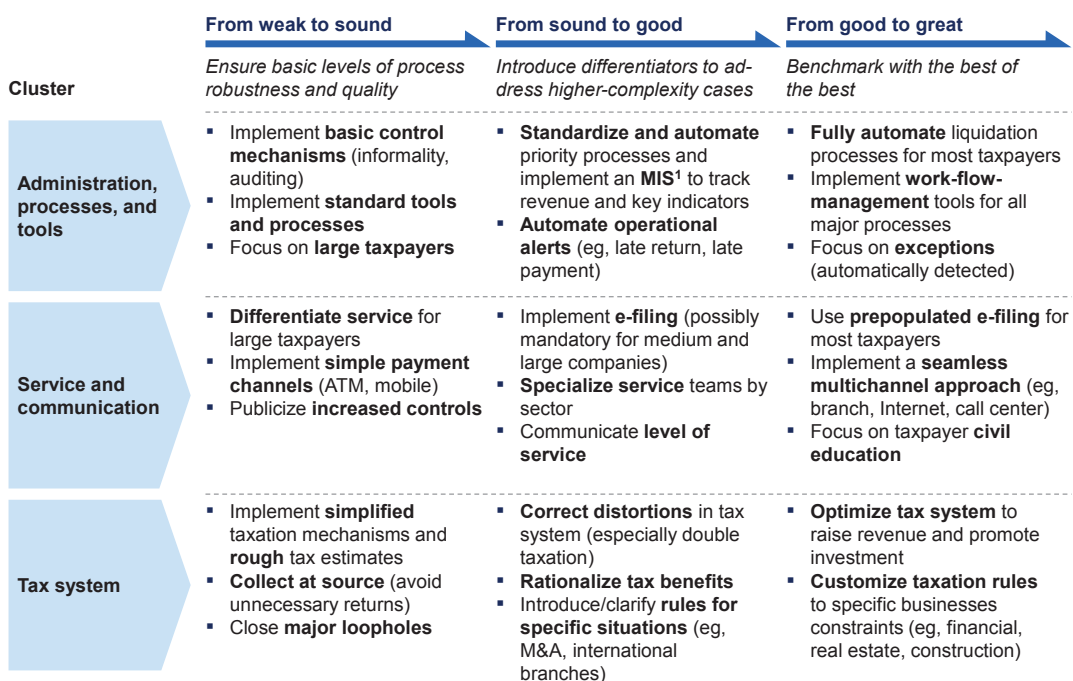 From weak to sound
From sound to good
From good to great
Cluster
Ensure basic levels of process
robustness and quality
Introduce differentiators to ad-
dress higher-complexity cases
Benchmark with the best of
the best
Administration,
processes, and
tools
▪ Implement basic control
mechanisms (informality,
auditing)
▪ Implement standard tools
and processes
▪ Focus on large taxpayers
▪ Standardize and automate
priority processes and
implement an MIS¹ to track
revenue and key indicators
▪ Automate operational
alerts (eg, late return, late
payment)
▪ Fully automate liquidation
processes for most taxpayers
▪ Implement work-flow-
management tools for all
major processes
▪ Focus on exceptions
(automatically detected)
Service and
communication
▪ Differentiate service for
large taxpayers
▪ Implement simple payment
channels (ATM, mobile)
▪ Publicize increased controls
▪ Implement e-filing (possibly
mandatory for medium and
large companies)
▪ Specialize service teams by
sector
▪ Communicate level of
service
▪ Use prepopulated e-filing for
most taxpayers
▪ Implement a seamless
multichannel approach (eg,
branch, Internet, call center)
▪ Focus on taxpayer civil
education
Tax system
▪ Implement simplified
taxation mechanisms and
rough tax estimates
▪ Collect at source (avoid
unnecessary returns)
▪ Close major loopholes
▪ Correct distortions in tax
system (especially double
taxation)
▪ Rationalize tax benefits
▪ Introduce/clarify rules for
specific situations (eg,
M&A, international
branches)
▪ Optimize tax system to
raise revenue and promote
investment
▪ Customize taxation rules
to specific businesses
constraints (eg, financial,
real estate, construction)